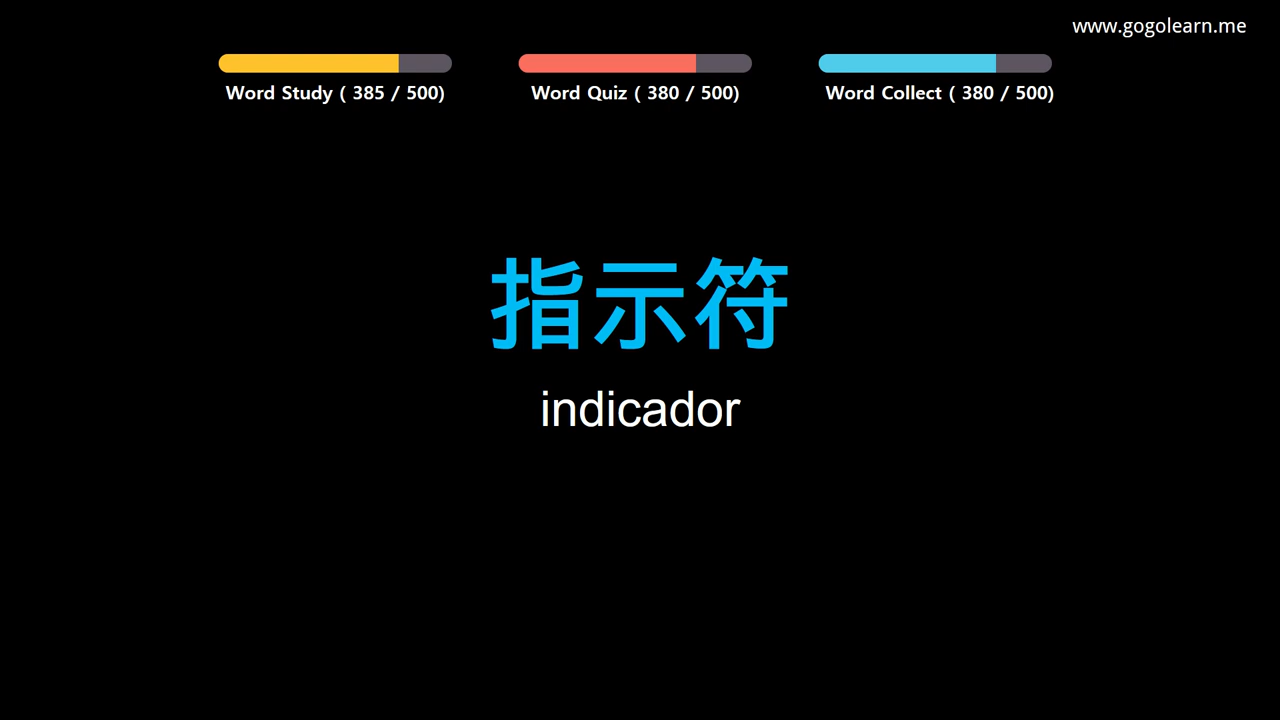 www.gogolearn.me
Word Study ( 385 / 500)
Word Quiz ( 380 / 500)
Word Collect ( 380 / 500)
指示符
indicador